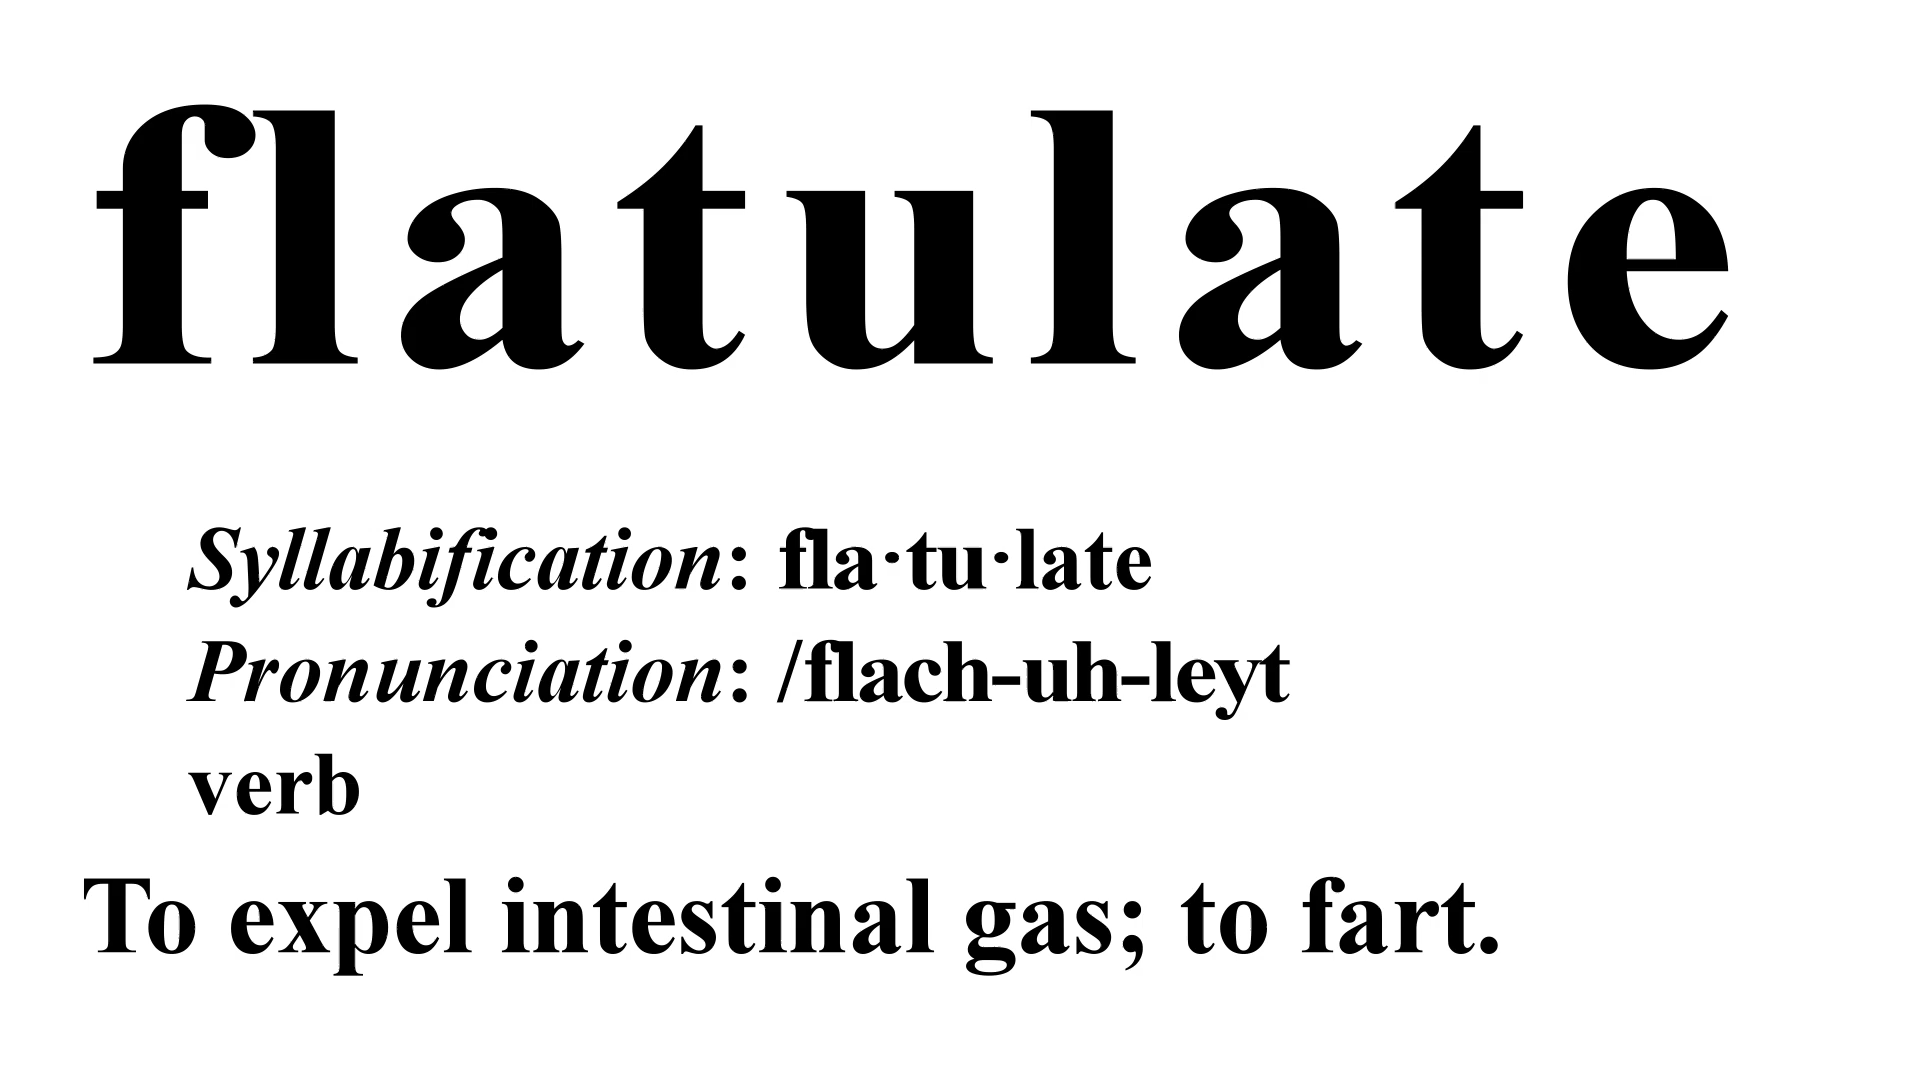 flatulate
Syllabification: fla·tu·late
Pronunciation: /flach-uh-leyt
verb
To expel intestinal gas; to fart.